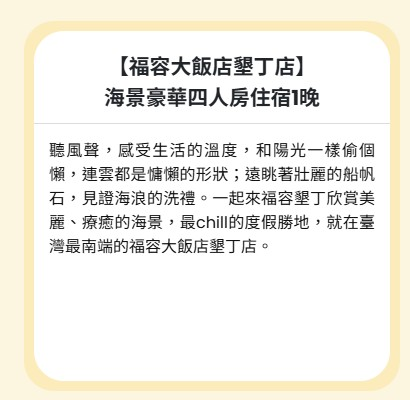 【福容大飯店墾丁店】
海景豪華四人房住宿1晚
聽風聲，感受生活的溫度，和陽光一樣偷個
懶，連雲都是慵懶的形狀；遠眺著壯麗的船帆
石，見證海浪的洗禮。一起來福容墾丁欣賞美
麗、療癒的海景，最chill的度假勝地，就在臺
灣最南端的福容大飯店墾丁店。